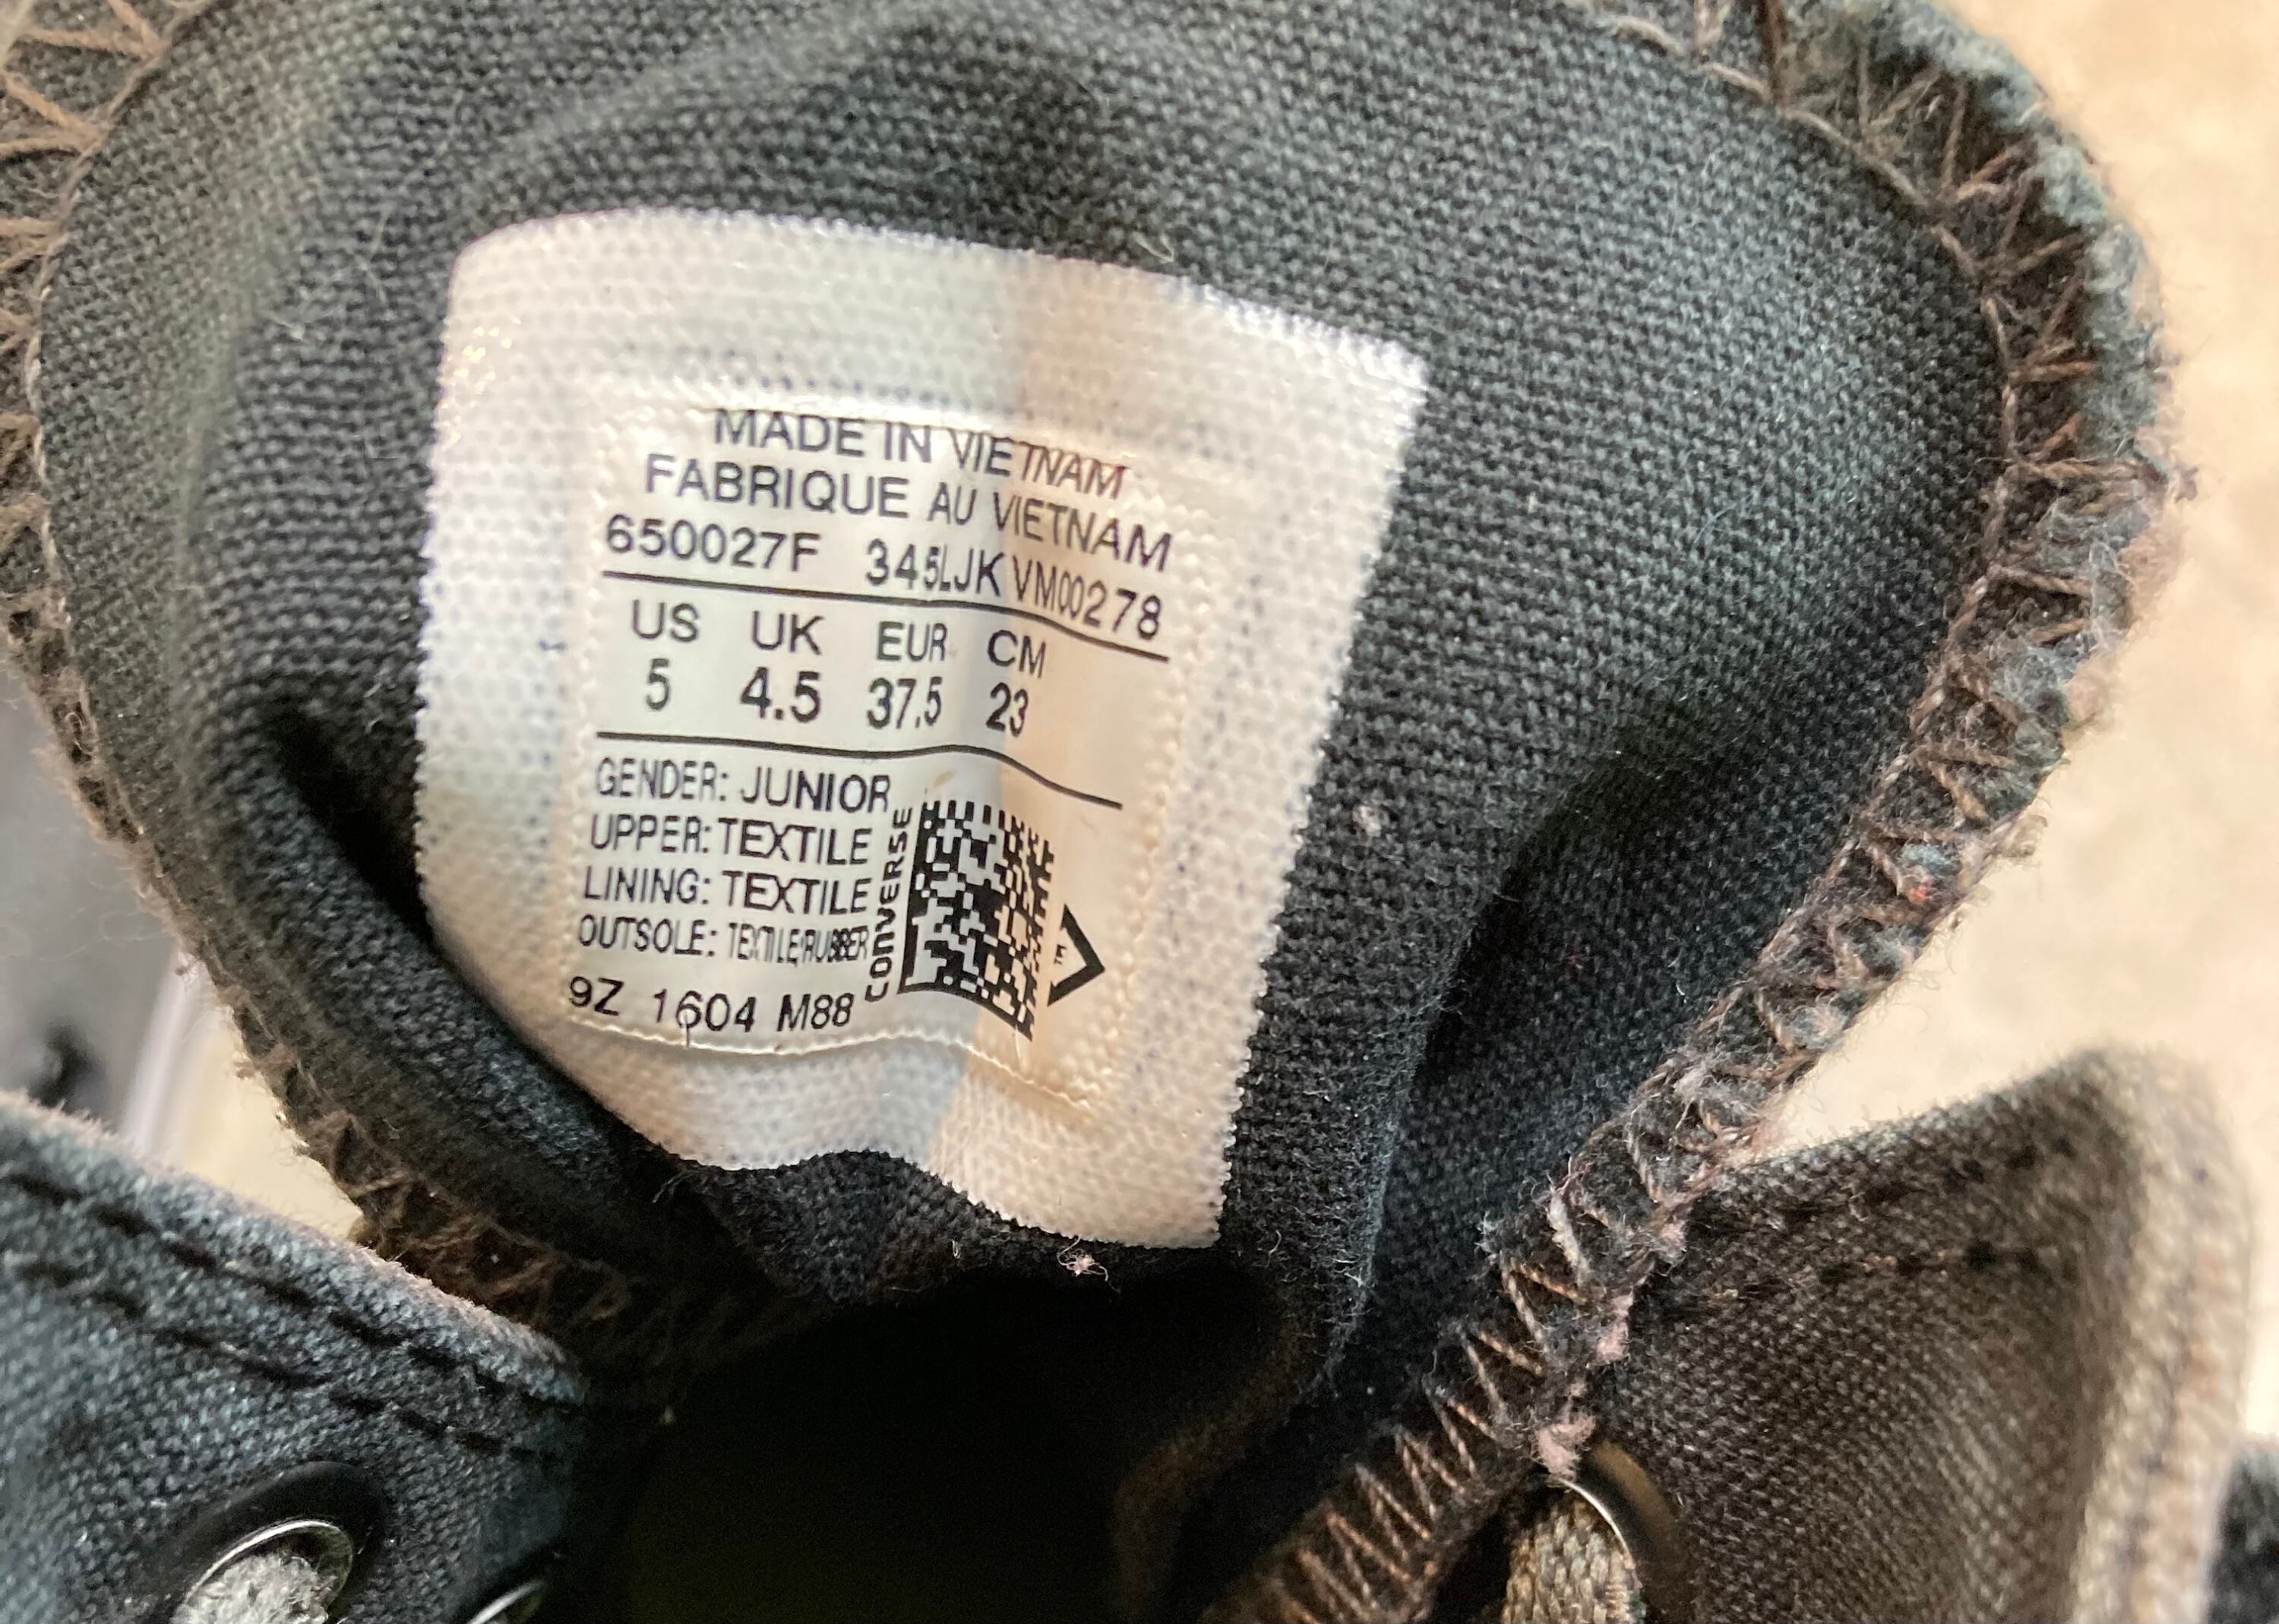 MADE IN VIETNAM
FABRIQUE AU VIETNAM
650027F 345LJK VM00278
US UK EUR CM
5 4.5 37.5 23
GENDER: JUNIOR
UPPER: TEXTILE
LINING: TEXTILE
OUTSOLE: TEXTILE/RUBBER
9Z 1604 M88
CONVERSE